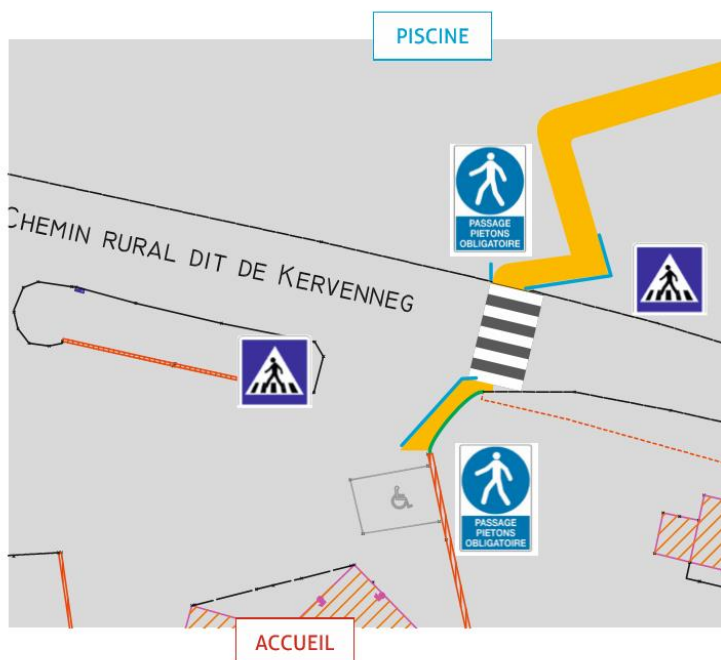 PISCINE
PASSAGE
PIETONS
OBLIGATOIRE
CHEMIN RURAL DIT DE KERVENNEG
PASSAGE
PIETONS
OBLIGATOIRE
ACCUEIL